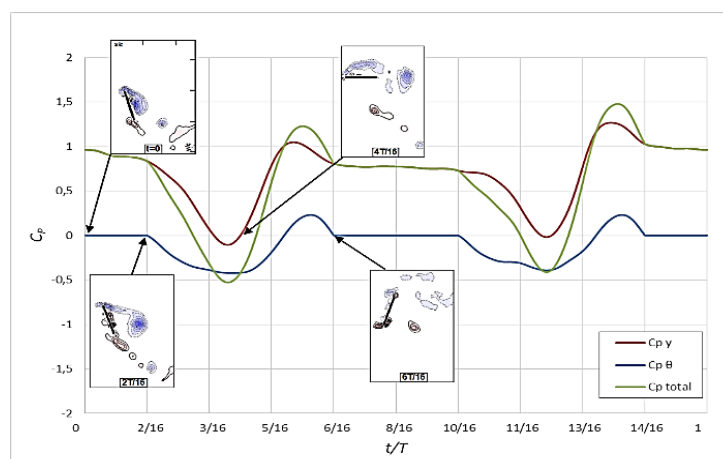 2
1,5
1
0,5
0
-0,5
-1
-1,5
-2
C_P
t=0
4T/16
2T/16
6T/16
Cp y
Cp θ
Cp total
0 2/16 3/16 5/16 6/16 8/16 10/16 11/16 13/16 14/16 1
t/T